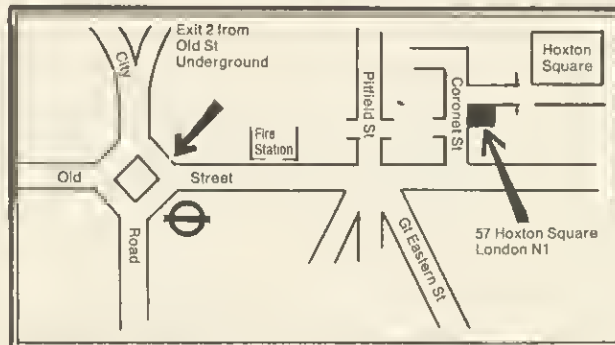 City
Exit 2 from
Old St
Underground
Pitfield St
Coronet St
Hoxton
Square
Fire
Station
Old
Street
Road
Gt Eastern St
57 Hoxton Square
London N1